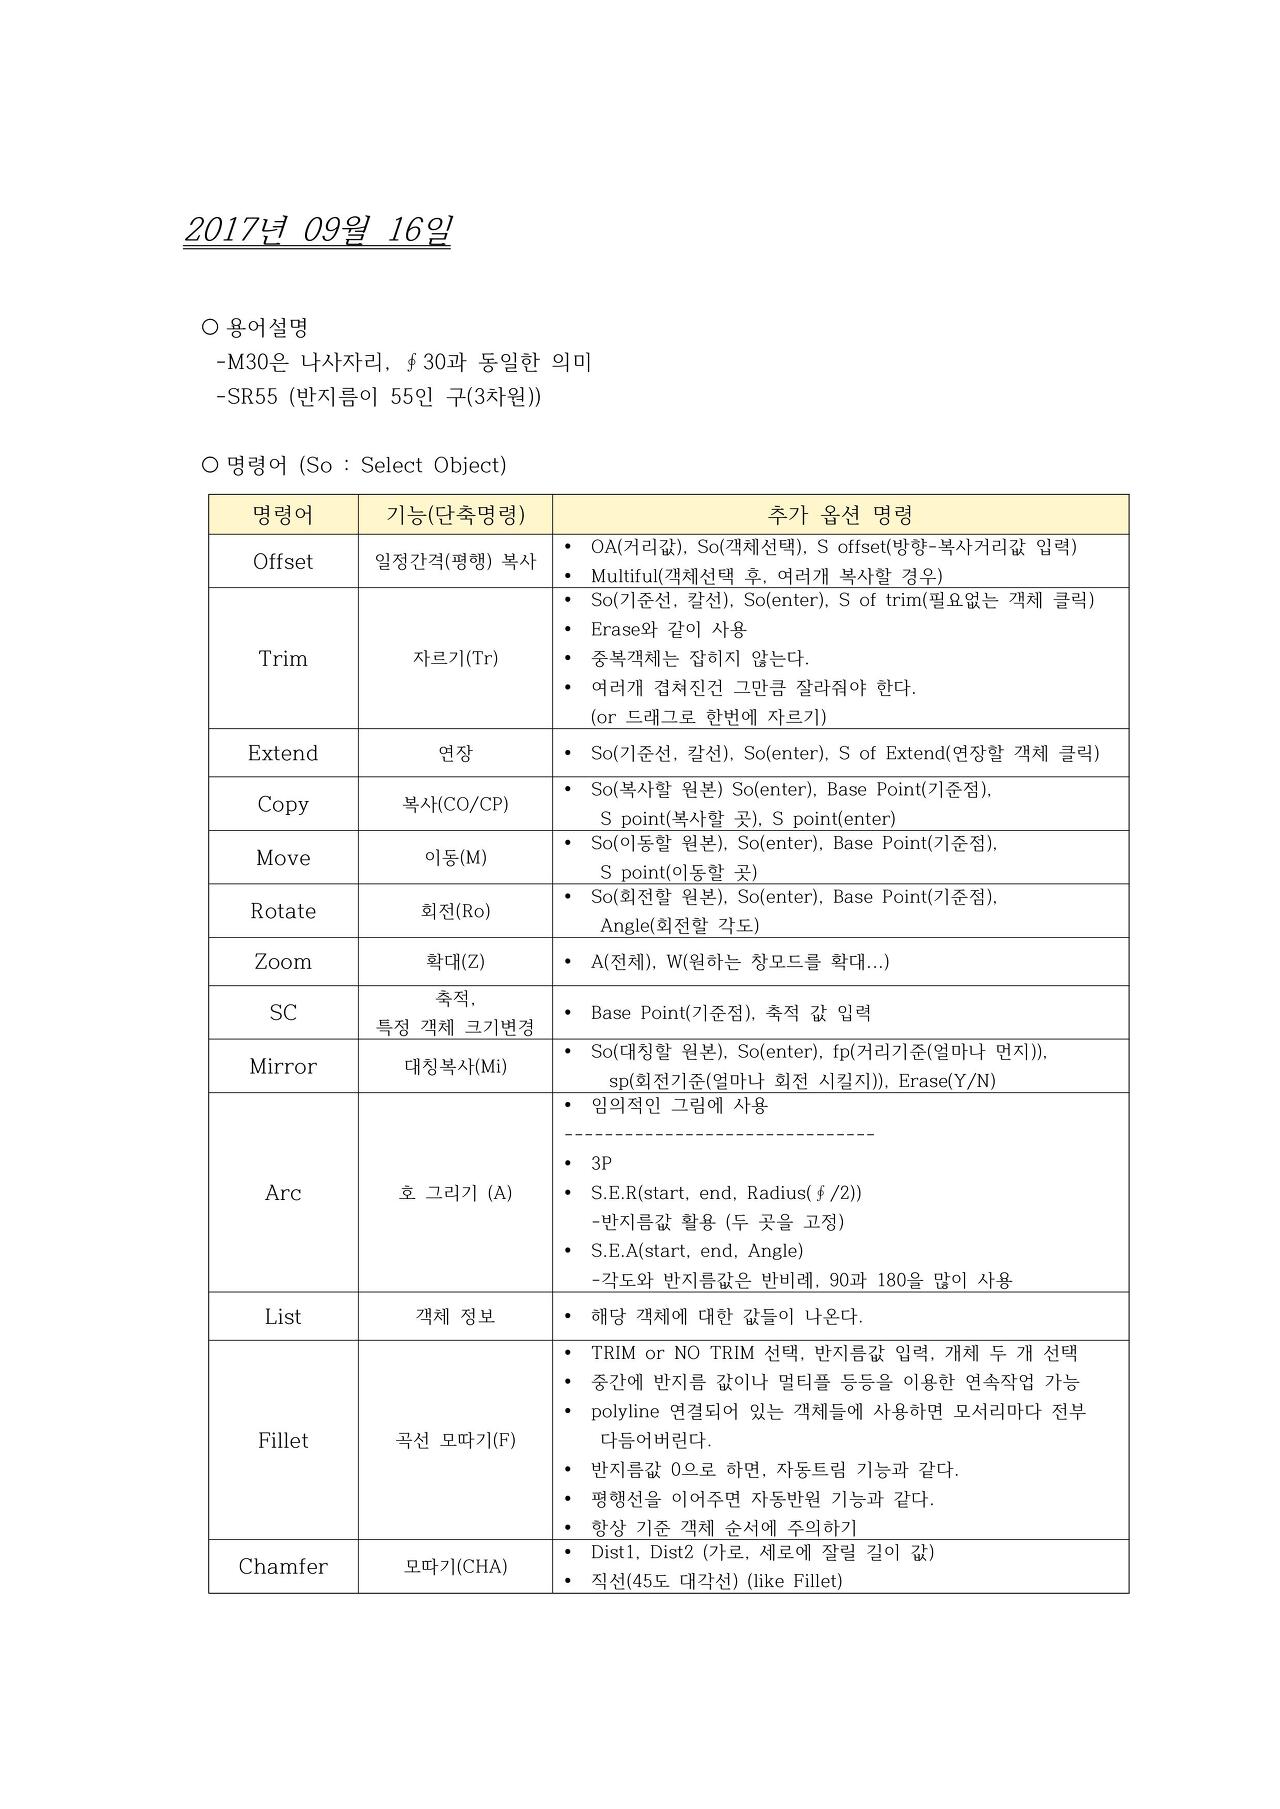 2017년 09월 16일
○ 용어설명
-M30은 나사자리, ∮30과 동일한 의미
-SR55 (반지름이 55인 구(3차원))
○ 명령어 (So : Select Object)
명령어 기능(단축명령) 추가 옵션 명령
Offset 일정간격(평행) 복사
• OA(거리값), So(객체선택), S offset(방향-복사거리값 입력)
• Multiful(객체선택 후, 여러개 복사할 경우)
Trim 자르기(Tr)
• So(기준선, 칼선), So(enter), S of trim(필요없는 객체 클릭)
• Erase와 같이 사용
• 중복객체는 잡히지 않는다.
• 여러개 겹쳐진건 그만큼 잘라줘야 한다.
(or 드래그로 한번에 자르기)
Extend 연장
• So(기준선, 칼선), So(enter), S of Extend(연장할 객체 클릭)
Copy 복사(CO/CP)
• So(복사할 원본) So(enter), Base Point(기준점),
S point(복사할 곳), S point(enter)
Move 이동(M)
• So(이동할 원본), So(enter), Base Point(기준점),
S point(이동할 곳)
Rotate 회전(Ro)
• So(회전할 원본), So(enter), Base Point(기준점),
Angle(회전할 각도)
Zoom 확대(Z)
• A(전체), W(원하는 창모드를 확대...)
SC
축적,
특정 객체 크기변경
• Base Point(기준점), 축적 값 입력
Mirror 대칭복사(Mi)
• So(대칭할 원본), So(enter), fp(거리기준(얼마나 먼지)),
sp(회전기준(얼마나 회전 시킬지)), Erase(Y/N)
Arc 호 그리기 (A)
• 임의적인 그림에 사용
-------------------------------
• 3P
• S.E.R(start, end, Radius(∮/2))
-반지름값 활용 (두 곳을 고정)
• S.E.A(start, end, Angle)
-각도와 반지름값은 반비례, 90과 180을 많이 사용
List 객체 정보
• 해당 객체에 대한 값들이 나온다.
Fillet 곡선 모따기(F)
• TRIM or NO TRIM 선택, 반지름값 입력, 개체 두 개 선택
• 중간에 반지름 값이나 멀티플 등등을 이용한 연속작업 가능
• polyline 연결되어 있는 객체들에 사용하면 모서리마다 전부
다듬어버린다.
• 반지름값 0으로 하면, 자동트림 기능과 같다.
• 평행선을 이어주면 자동반원 기능과 같다.
• 항상 기준 객체 순서에 주의하기
Chamfer 모따기(CHA)
• Dist1, Dist2 (가로, 세로에 잘릴 길이 값)
• 직선(45도 대각선) (like Fillet)